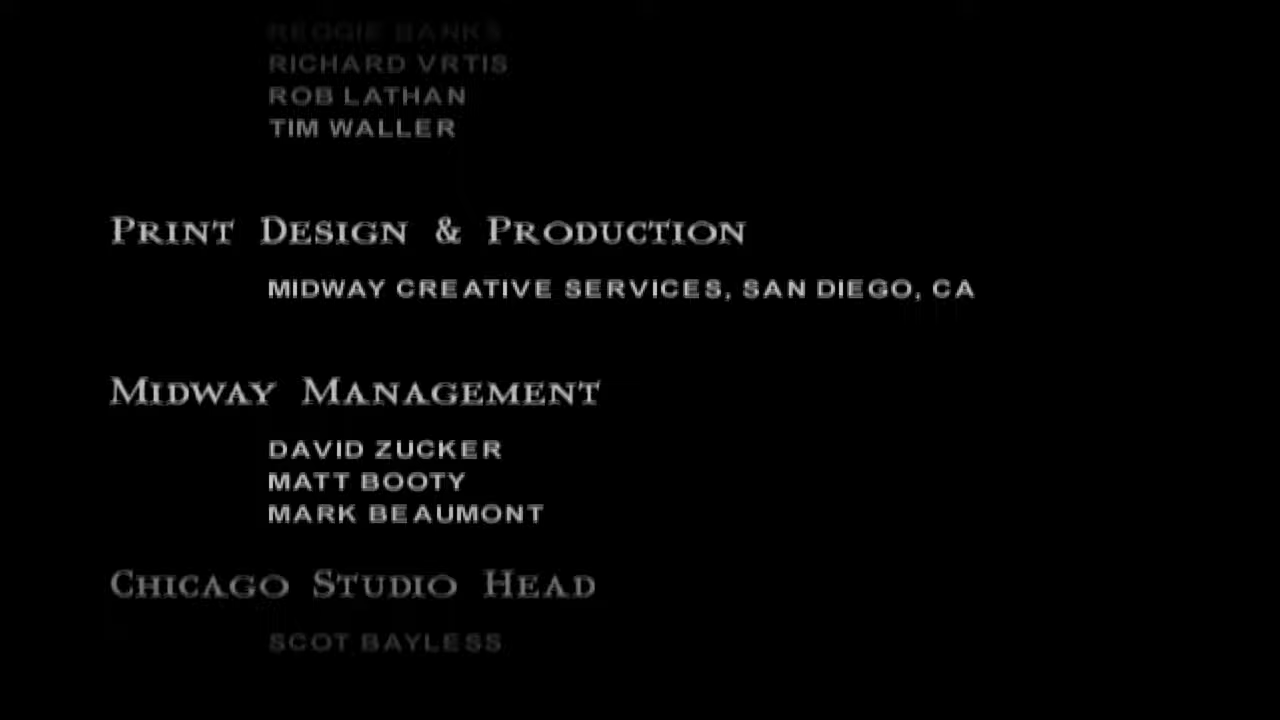 REGGIE BANKS
RICHARD VRTIS
ROB LATHAN
TIM WALLER
PRINT DESIGN & PRODUCTION
MIDWAY CREATIVE SERVICES, SAN DIEGO, CA
MIDWAY MANAGEMENT
DAVID ZUCKER
MATT BOOTY
MARK BEAUMONT
CHICAGO STUDIO HEAD
SCOT BAYLESS